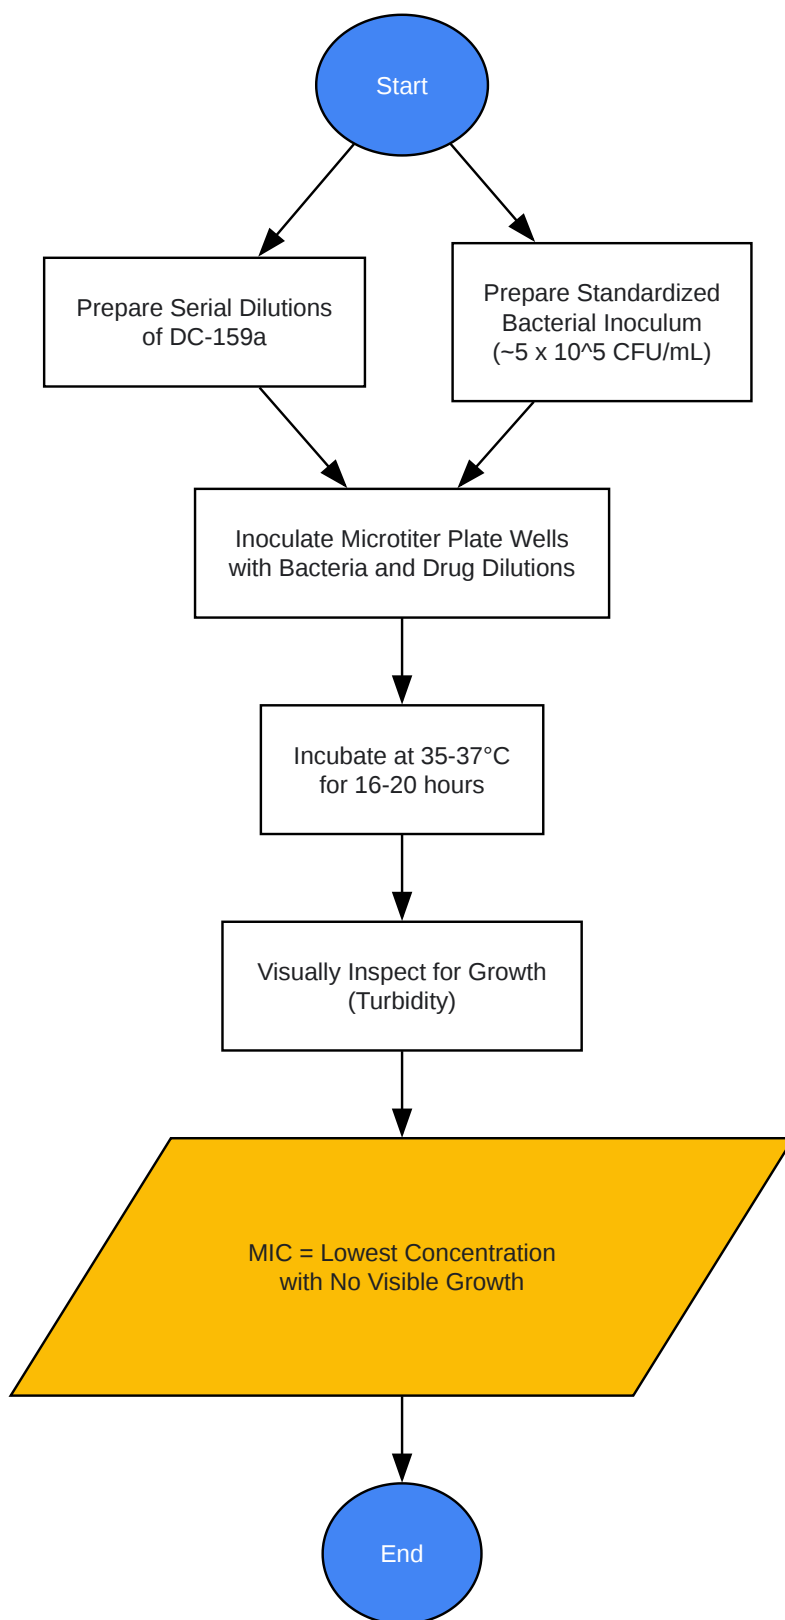 Start
Prepare Serial Dilutions
of DC-159a
Prepare Standardized
Bacterial Inoculum
(~5 x 10^5 CFU/mL)
Inoculate Microtiter Plate Wells
with Bacteria and Drug Dilutions
Incubate at 35-37°C
for 16-20 hours
Visually Inspect for Growth
(Turbidity)
MIC = Lowest Concentration
with No Visible Growth
End